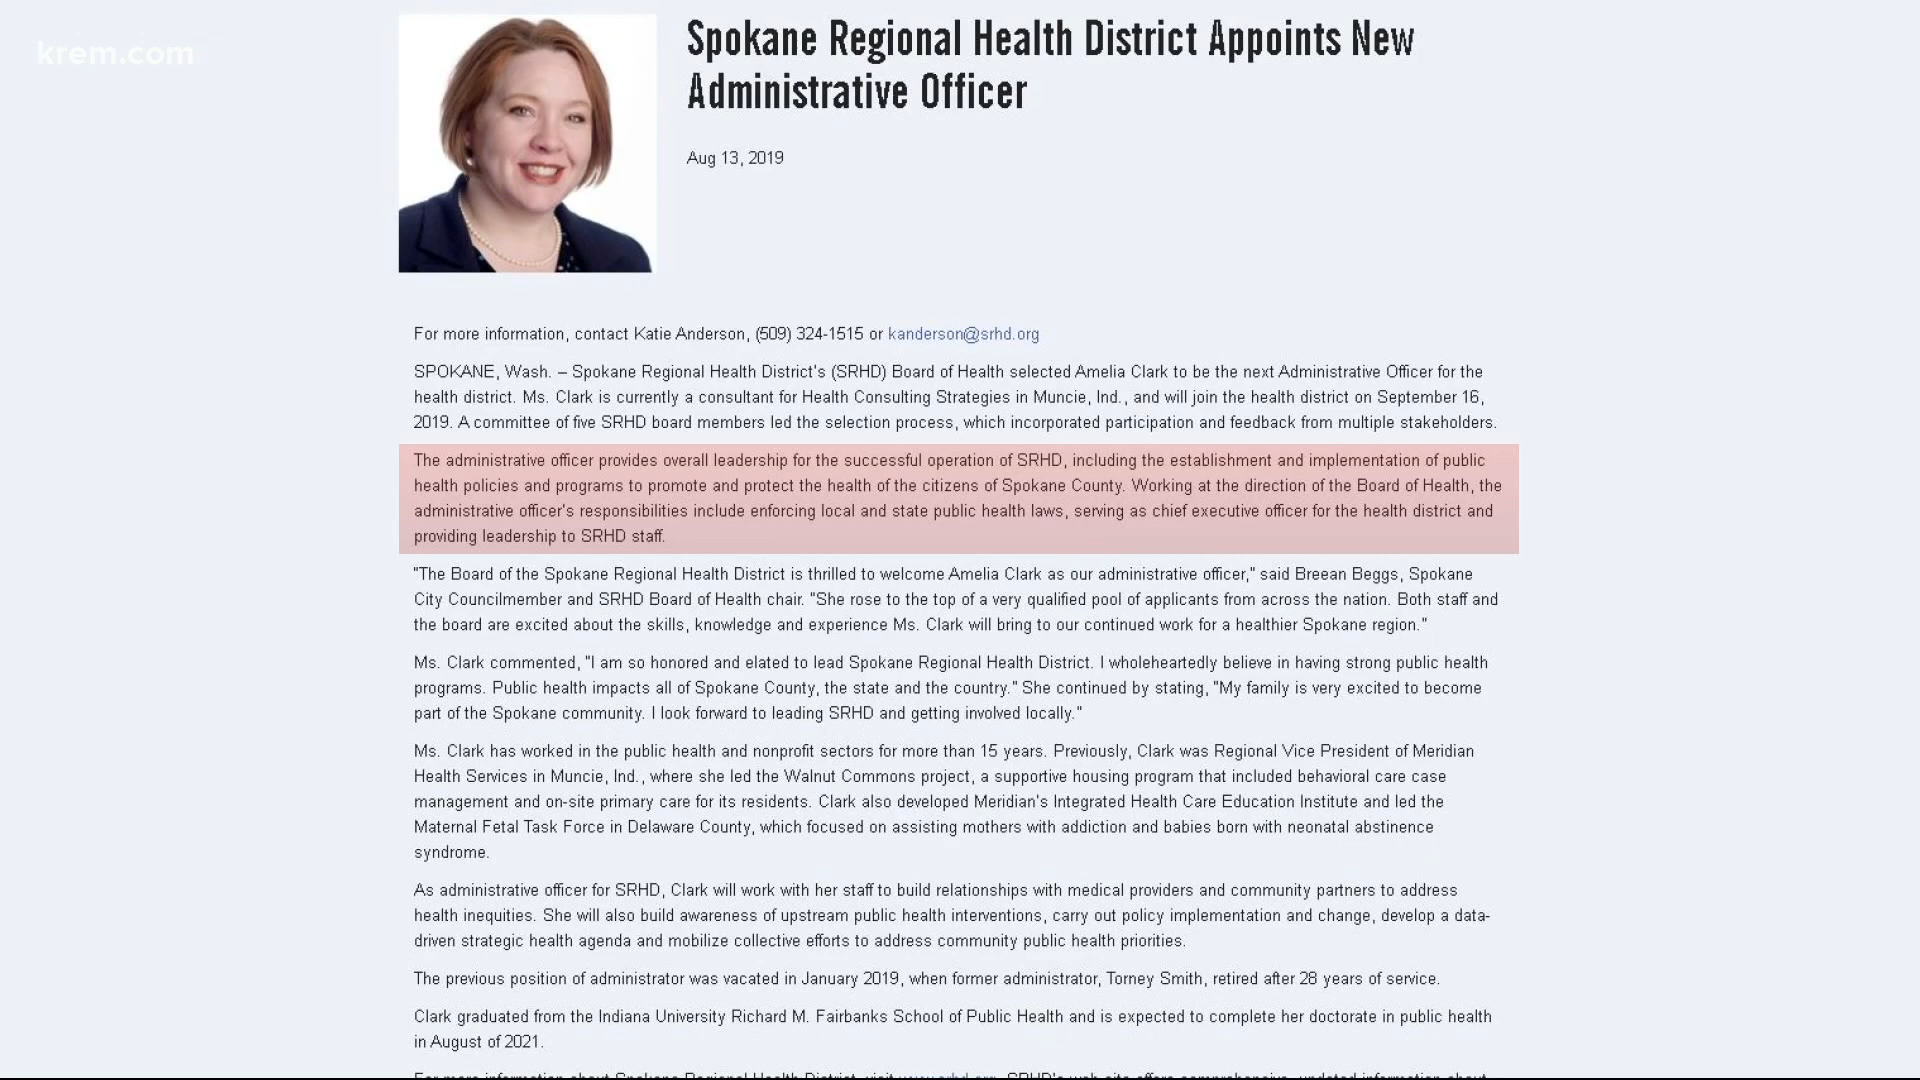 krem.com
Spokane Regional Health District Appoints New
Administrative Officer
Aug 13, 2019
For more information, contact Katie Anderson, (509) 324-1515 or kanderson@srhd.org
SPOKANE, Wash. – Spokane Regional Health District's (SRHD) Board of Health selected Amelia Clark to be the next Administrative Officer for the
health district. Ms. Clark is currently a consultant for Health Consulting Strategies in Muncie, Ind., and will join the health district on September 16,
2019. A committee of five SRHD board members led the selection process, which incorporated participation and feedback from multiple stakeholders.
The administrative officer provides overall leadership for the successful operation of SRHD, including the establishment and implementation of public
health policies and programs to promote and protect the health of the citizens of Spokane County. Working at the direction of the Board of Health, the
administrative officer's responsibilities include enforcing local and state public health laws, serving as chief executive officer for the health district and
providing leadership to SRHD staff.
"The Board of the Spokane Regional Health District is thrilled to welcome Amelia Clark as our administrative officer," said Breean Beggs, Spokane
City Councilmember and SRHD Board of Health chair. "She rose to the top of a very qualified pool of applicants from across the nation. Both staff and
the board are excited about the skills, knowledge and experience Ms. Clark will bring to our continued work for a healthier Spokane region."
Ms. Clark commented, "I am so honored and elated to lead Spokane Regional Health District. I wholeheartedly believe in having strong public health
programs. Public health impacts all of Spokane County, the state and the country." She continued by stating, "My family is very excited to become
part of the Spokane community. I look forward to leading SRHD and getting involved locally."
Ms. Clark has worked in the public health and nonprofit sectors for more than 15 years. Previously, Clark was Regional Vice President of Meridian
Health Services in Muncie, Ind., where she led the Walnut Commons project, a supportive housing program that included behavioral care case
management and on-site primary care for its residents. Clark also developed Meridian's Integrated Health Care Education Institute and led the
Maternal Fetal Task Force in Delaware County, which focused on assisting mothers with addiction and babies born with neonatal abstinence
syndrome.
As administrative officer for SRHD, Clark will work with her staff to build relationships with medical providers and community partners to address
health inequities. She will also build awareness of upstream public health interventions, carry out policy implementation and change, develop a data-
driven strategic health agenda and mobilize collective efforts to address community public health priorities.
The previous position of administrator was vacated in January 2019, when former administrator, Torney Smith, retired after 28 years of service.
Clark graduated from the Indiana University Richard M. Fairbanks School of Public Health and is expected to complete her doctorate in public health
in August of 2021.